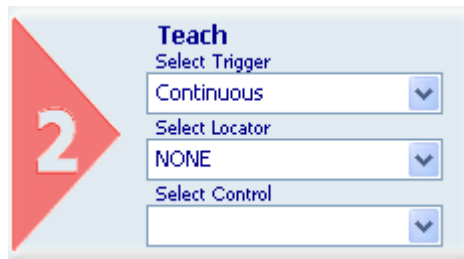 2
Teach
Select Trigger
Continuous
Select Locator
NONE
Select Control